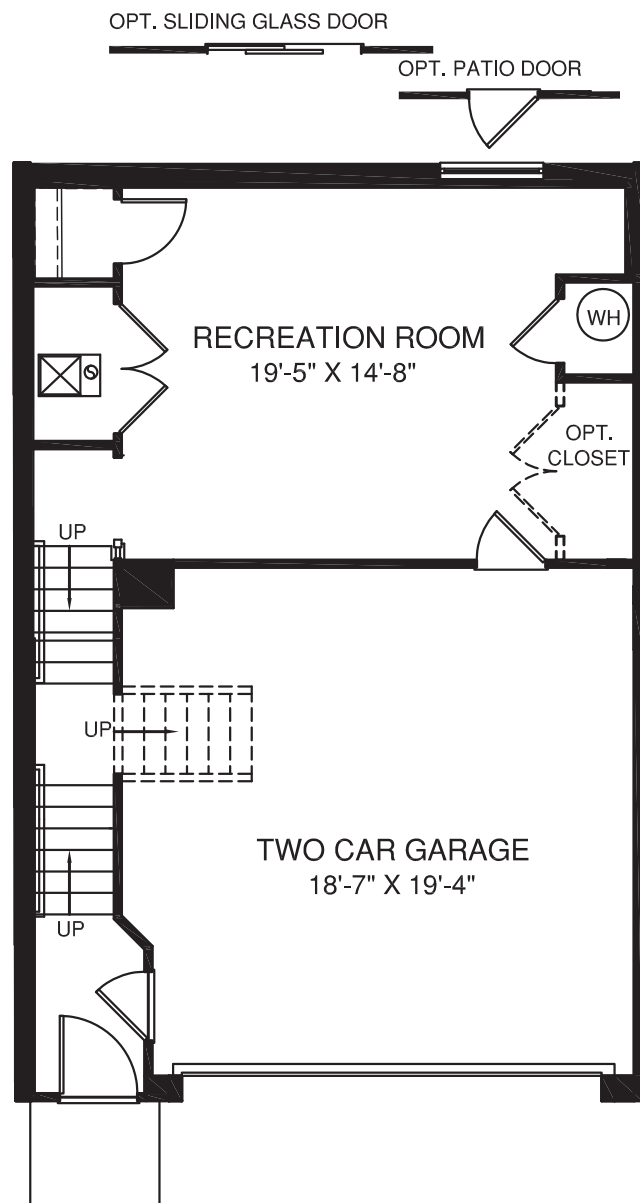 OPT. SLIDING GLASS DOOR
OPT. PATIO DOOR
WH
RECREATION ROOM
19'-5" X 14'-8"
OPT.
CLOSET
UP
UP
TWO CAR GARAGE
18'-7" X 19'-4"
UP